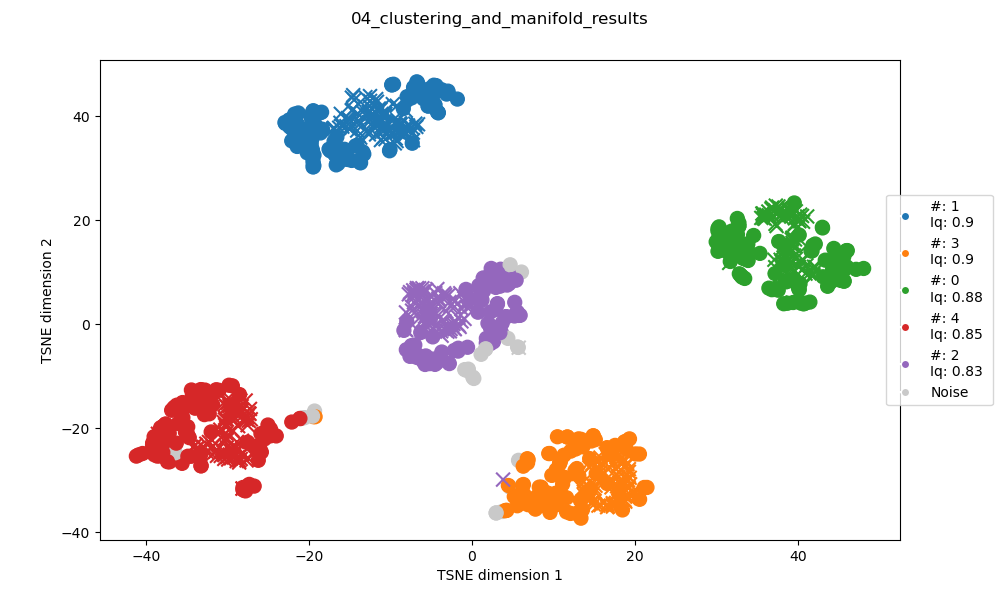 04_clustering_and_manifold_results
TSNE dimension 2
40
20
0
−20
−40
−40
−20
0
20
40
TSNE dimension 1
#: 1
Iq: 0.9
#: 3
Iq: 0.9
#: 0
Iq: 0.88
#: 4
Iq: 0.85
#: 2
Iq: 0.83
Noise